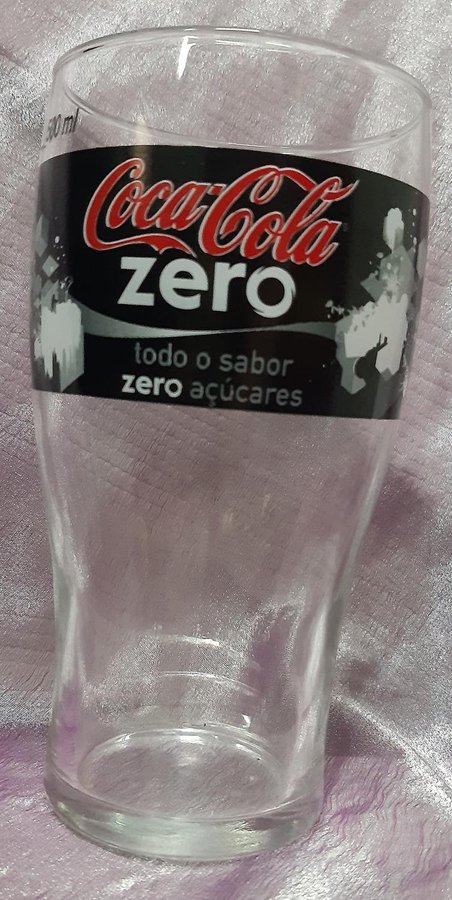 Coca-Cola
zero
todo o sabor
zero açúcares